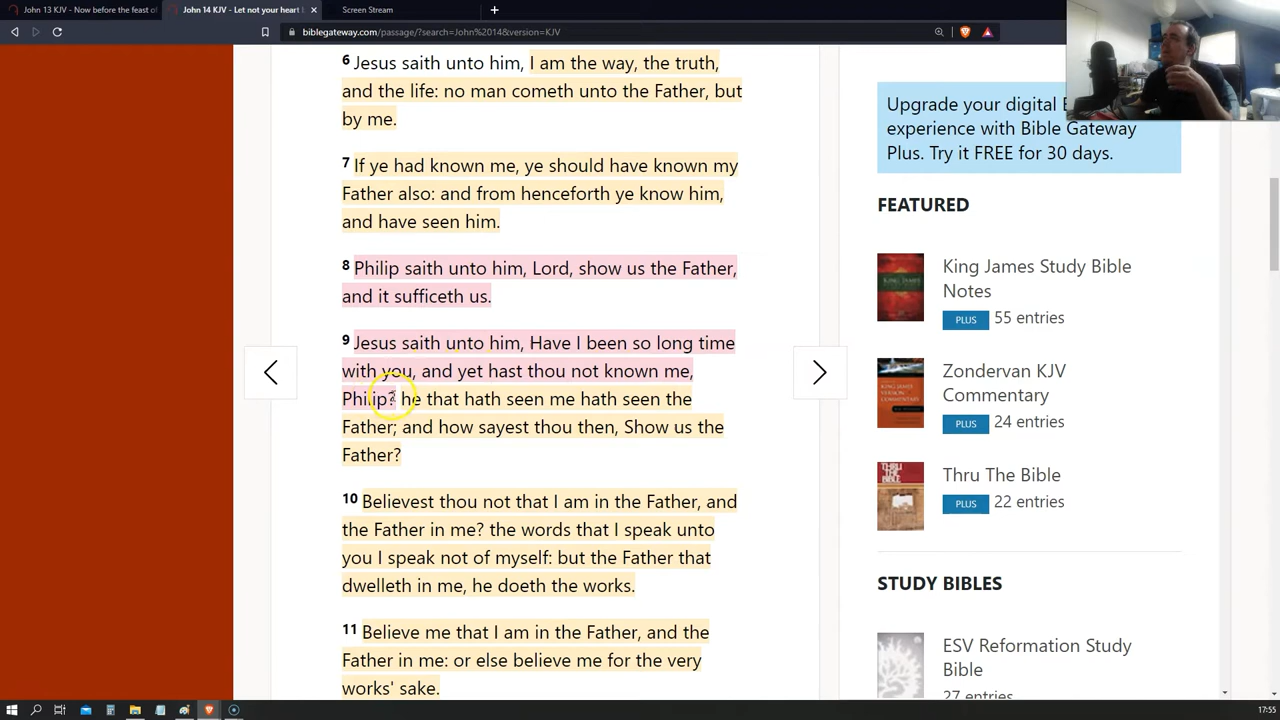 John 13 KJV - Now before the feast of
John 14 KJV - Let not your heart
Screen Stream
biblegateway.com/passage/?search=John%2014&version=KJV
6 Jesus saith unto him, I am the way, the truth,
and the life: no man cometh unto the Father, but
by me.
7 If ye had known me, ye should have known my
Father also: and from henceforth ye know him,
and have seen him.
8 Philip saith unto him, Lord, show us the Father,
and it sufficeth us.
9 Jesus saith unto him, Have I been so long time
with you, and yet hast thou not known me,
Philip? he that hath seen me hath seen the
Father; and how sayest thou then, Show us the
Father?
10 Believest thou not that I am in the Father, and
the Father in me? the words that I speak unto
you I speak not of myself: but the Father that
dwelleth in me, he doeth the works.
11 Believe me that I am in the Father, and the
Father in me: or else believe me for the very
works' sake.
Upgrade your digital
experience with Bible Gateway
Plus. Try it FREE for 30 days.
FEATURED
King James Study Bible
Notes
PLUS 55 entries
Zondervan KJV
Commentary
PLUS 24 entries
Thru The Bible
PLUS 22 entries
STUDY BIBLES
ESV Reformation Study
Bible
27 entries
17:55